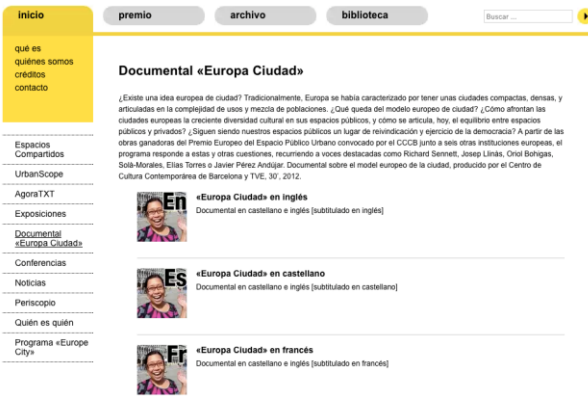 inicio
premio
archivo
biblioteca
Buscar ...
qué es
quiénes somos
créditos
contacto
Espacios
Compartidos
UrbanScope
AgoraTXT
Exposiciones
Documental
«Europa Ciudad»
Conferencias
Noticias
Periscopio
Quién es quién
Programa «Europe
City»
Documental «Europa Ciudad»
¿Existe una idea europea de ciudad? Tradicionalmente, Europa se había caracterizado por tener unas ciudades compactas, densas, y
articuladas en la complejidad de usos y mezcla de poblaciones. ¿Qué queda del modelo europeo de ciudad? ¿Cómo afrontan las
ciudades europeas la creciente diversidad cultural en sus espacios públicos, y cómo se articula, hoy, el equilibrio entre espacios
públicos y privados? ¿Siguen siendo nuestros espacios públicos un lugar de reivindicación y ejercicio de la democracia? A partir de las
obras ganadoras del Premio Europeo del Espacio Público Urbano convocado por el CCCB junto a seis otras instituciones europeas, el
programa responde a estas y otras cuestiones, recurriendo a voces destacadas como Richard Sennett, Josep Llinàs, Oriol Bohigas,
Solà-Morales, Elías Torres o Javier Pérez Andújar. Documental sobre el model europeo de la ciudad, producido por el Centro de
Cultura Contemporárea de Barcelona y TVE, 30', 2012.
En
«Europa Ciudad» en inglés
Documental en castellano e inglés [subtitulado en inglés]
Es
«Europa Ciudad» en castellano
Documental en castellano e inglés [subtitulado en castellano]
Fr
«Europa Ciudad» en francés
Documental en castellano e inglés [subtitulado en francés]